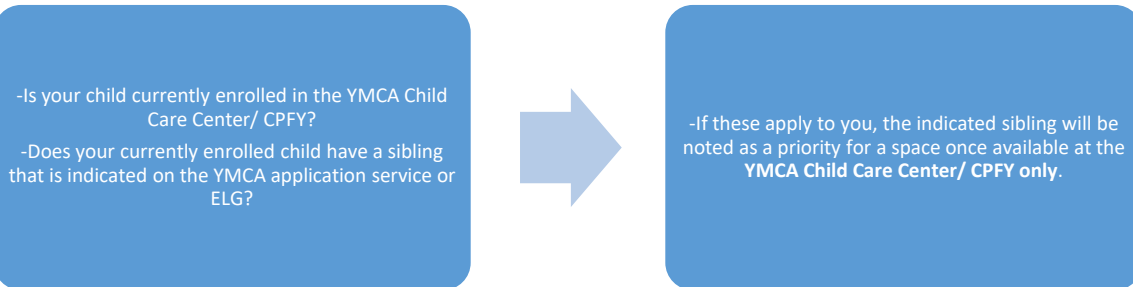 -Is your child currently enrolled in the YMCA Child
Care Center/ CPFY?
-Does your currently enrolled child have a sibling
that is indicated on the YMCA application service or
ELG?
-If these apply to you, the indicated sibling will be
noted as a priority for a space once available at the
YMCA Child Care Center/ CPFY only.